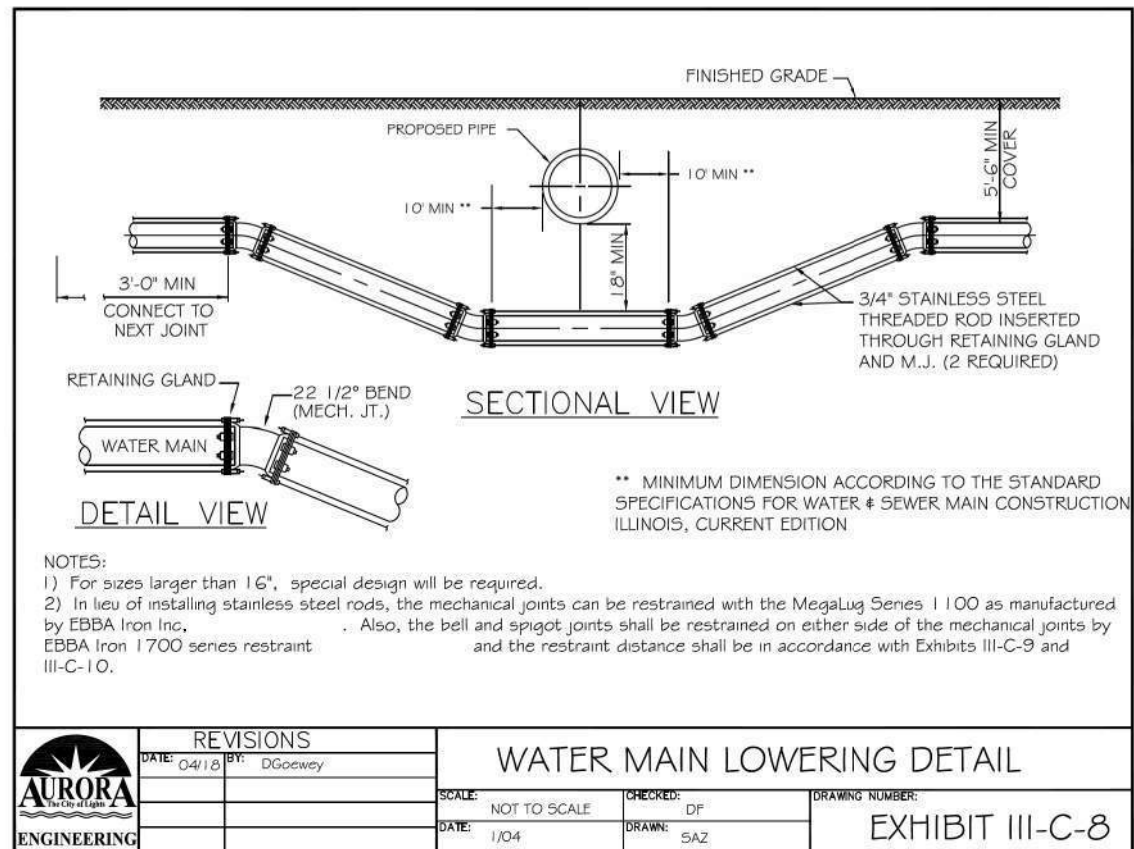 FINISHED GRADE
PROPOSED PIPE
5'-6" MIN
COVER
10' MIN **
10' MIN **
18" MIN
3'-0" MIN
CONNECT TO
NEXT JOINT
3/4" STAINLESS STEEL
THREADED ROD INSERTED
THROUGH RETAINING GLAND
AND M.J. (2 REQUIRED)
RETAINING GLAND
22 1/2° BEND
(MECH. JT.)
WATER MAIN
SECTIONAL VIEW
DETAIL VIEW
** MINIMUM DIMENSION ACCORDING TO THE STANDARD
SPECIFICATIONS FOR WATER & SEWER MAIN CONSTRUCTION
ILLINOIS, CURRENT EDITION
NOTES:
1) For sizes larger than 16", special design will be required.
2) In lieu of installing stainless steel rods, the mechanical joints can be restrained with the MegaLug Series 1100 as manufactured
by EBBA Iron Inc, . Also, the bell and spigot joints shall be restrained on either side of the mechanical joints by
EBBA Iron 1700 series restraint and the restraint distance shall be in accordance with Exhibits III-C-9 and
III-C-10.
AURORA
The City of Lights
ENGINEERING
REVISIONS
DATE: 04/18 BY: DGoewey
WATER MAIN LOWERING DETAIL
SCALE: NOT TO SCALE
CHECKED: DF
DATE: 1/04
DRAWN: SAZ
DRAWING NUMBER:
EXHIBIT III-C-8